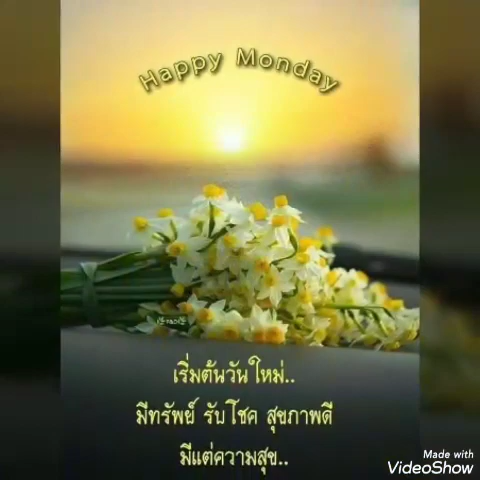 Happy Monday
เริ่มต้นวันใหม่..
มีทรัพย์ รับโชค สุขภาพดี
มีแต่ความสุข..
Made with
VideoShow